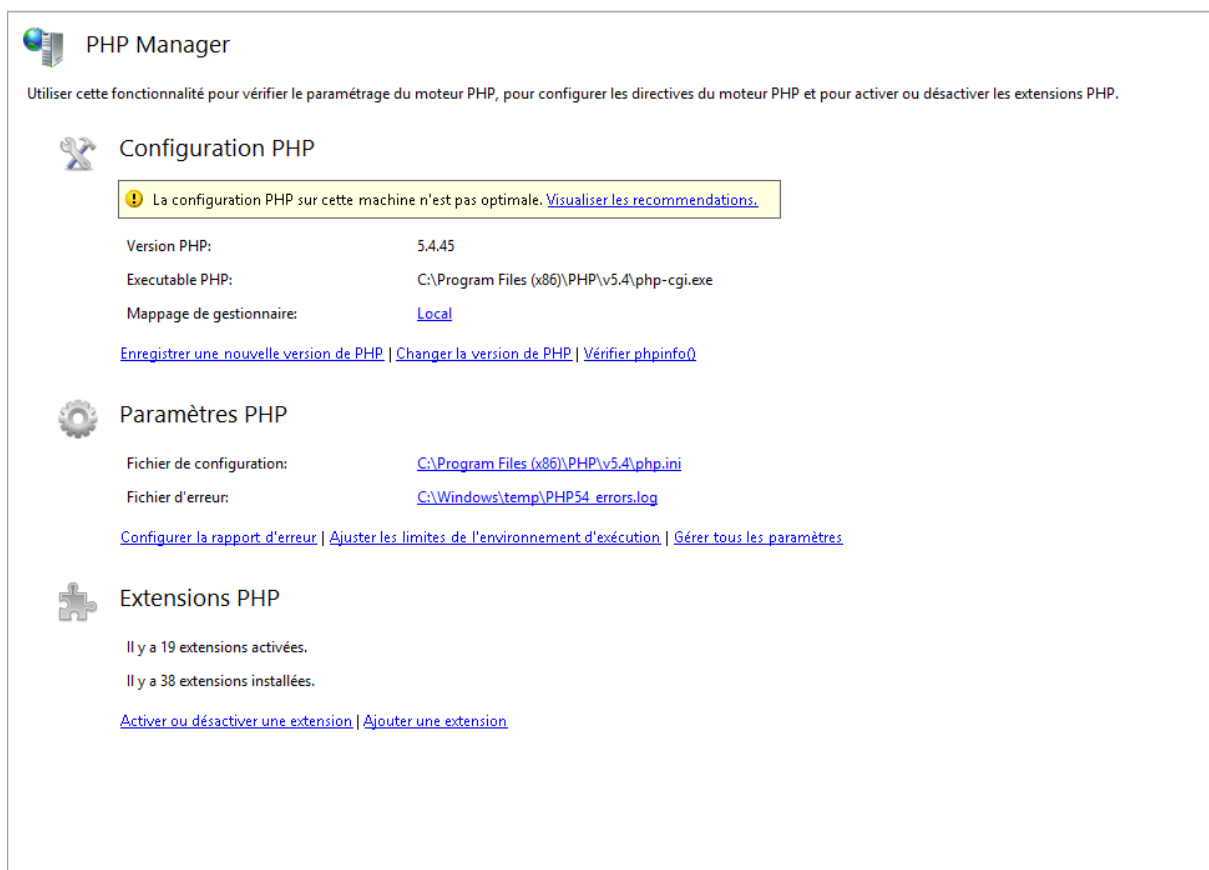 PHP Manager
Utiliser cette fonctionnalité pour vérifier le paramétrage du moteur PHP, pour configurer les directives du moteur PHP et pour activer ou désactiver les extensions PHP.
Configuration PHP
La configuration PHP sur cette machine n'est pas optimale. Visualiser les recommendations.
Version PHP: 5.4.45
Executable PHP: C:\Program Files (x86)\PHP\v5.4\php-cgi.exe
Mappage de gestionnaire: Local
Enregistrer une nouvelle version de PHP | Changer la version de PHP | Vérifier phpinfo()
Paramètres PHP
Fichier de configuration: C:\Program Files (x86)\PHP\v5.4\php.ini
Fichier d'erreur: C:\Windows\temp\PHP54_errors.log
Configurer la rapport d'erreur | Ajuster les limites de l'environnement d'exécution | Gérer tous les paramètres
Extensions PHP
Il y a 19 extensions activées.
Il y a 38 extensions installées.
Activer ou désactiver une extension | Ajouter une extension